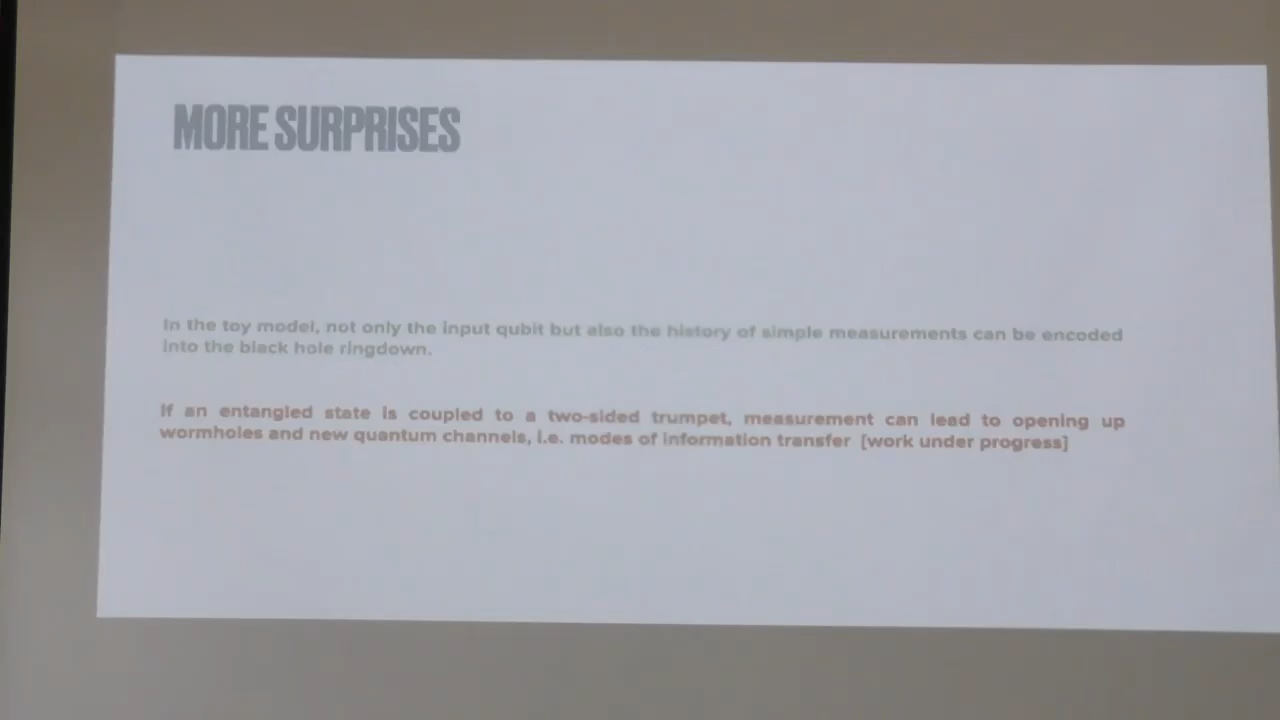 MORE SURPRISES
In the toy model, not only the input qubit but also the history of simple measurements can be encoded
into the black hole ringdown.
If an entangled state is coupled to a two-sided trumpet, measurement can lead to opening up
wormholes and new quantum channels, i.e. modes of information transfer [work under progress]